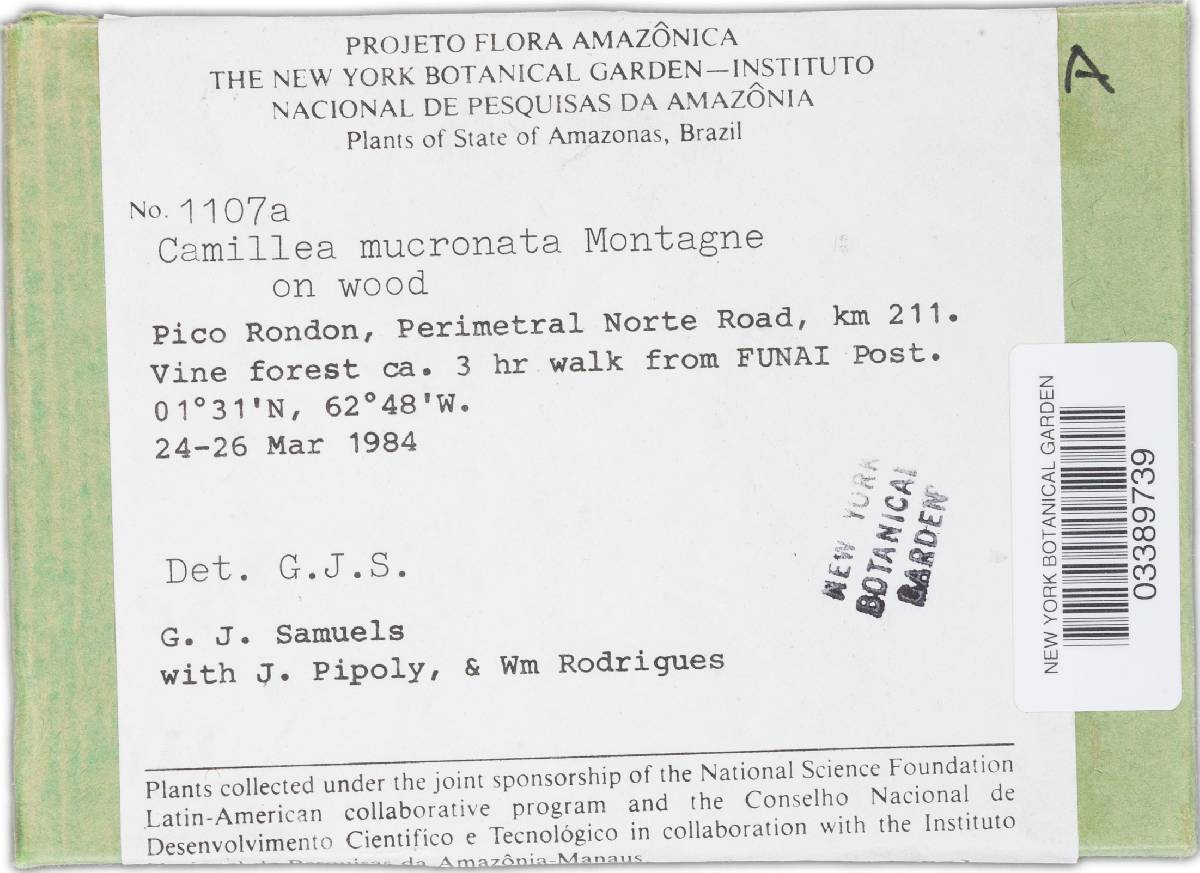 PROJETO FLORA AMAZÔNICA
THE NEW YORK BOTANICAL GARDEN—INSTITUTO
NACIONAL DE PESQUISAS DA AMAZÔNIA
Plants of State of Amazonas, Brazil
A
No. 1107a
Camillea mucronata Montagne
on wood
Pico Rondon, Perimetral Norte Road, km 211.
Vine forest ca. 3 hr walk from FUNAI Post.
01°31'N, 62°48'W.
24-26 Mar 1984
NEW YORK
BOTANICAL
GARDEN
NEW YORK BOTANICAL GARDEN
03389739
Det. G.J.S.
G. J. Samuels
with J. Pipoly, & Wm Rodrigues
Plants collected under the joint sponsorship of the National Science Foundation
Latin-American collaborative program and the Conselho Nacional de
Desenvolvimento Cientifico e Tecnológico in collaboration with the Instituto
da Amazônia-Manaus.